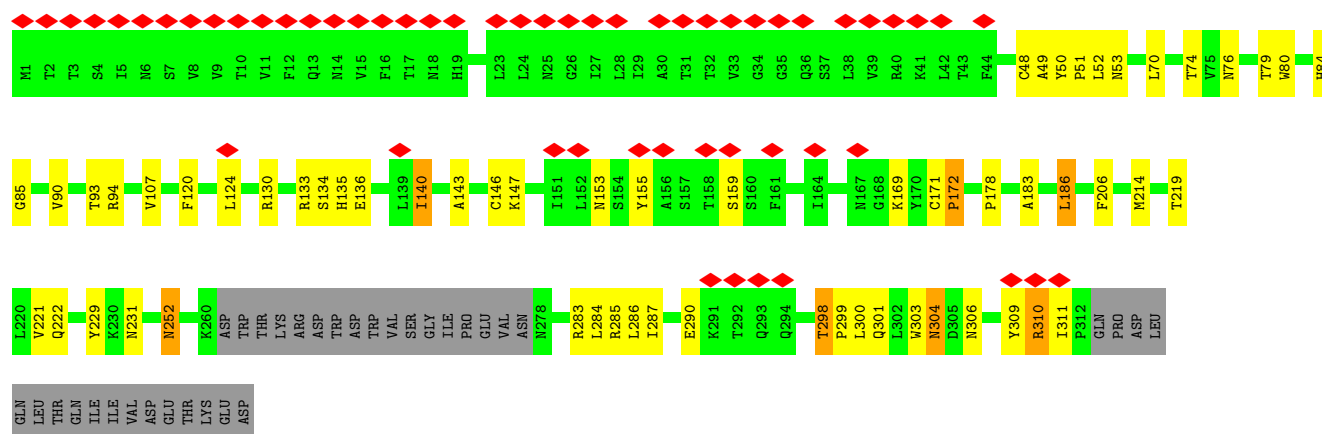 M1 T2 T3 S4 I5 N6 S7 V8 V9 T10 V11 F12 Q13 N14 V15 F16 T17 N18 H19 L23 L24 N25 G26 I27 L28 I29 A30 T31 T32 V33 G34 G35 Q36 S37 L38 V39 R40 K41 L42 T43 F44 C48 A49 Y50 P51 L52 N53 L70 T74 V75 N76 T79 W80 H84
G85 V90 T93 R94 V107 F120 L124 R130 R133 S134 H135 E136 L139 I140 A143 C146 K147 I151 L152 N153 S154 Y155 A156 S157 T158 S159 S160 F161 I164 N167 G168 K169 Y170 C171 P172 P178 A183 L186 F206 M214 T219
L220 V221 Q222 Y229 K230 N231 N252 K260 ASP TRP THR LYS ARG ASP TRP ASP TRP VAL SER GLY ILE PRO GLU VAL ASN N278 R283 L284 R285 L286 I287 E290 K291 T292 Q293 Q294 T298 P299 L300 Q301 L302 W303 N304 D305 N306 Y309 R310 I311 P312 GLN PRO ASP LEU
GLN LEU THR GLN ILE ILE VAL ASP GLU THR LYS GLU ASP